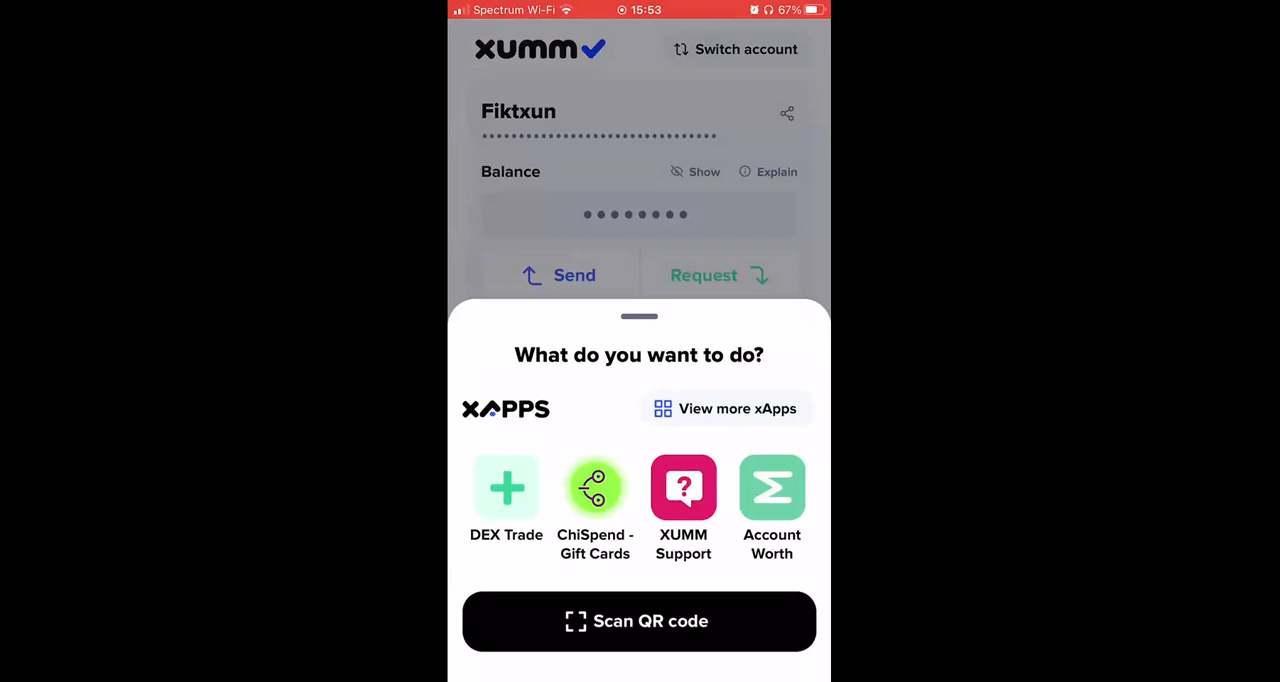 Spectrum Wi-Fi 15:53 67%
xumm Switch account
Fiktxun
Balance Show Explain
Send Request
What do you want to do?
XAPPS View more xApps
DEX Trade ChiSpend - Gift Cards XUMM Support Account Worth
Scan QR code